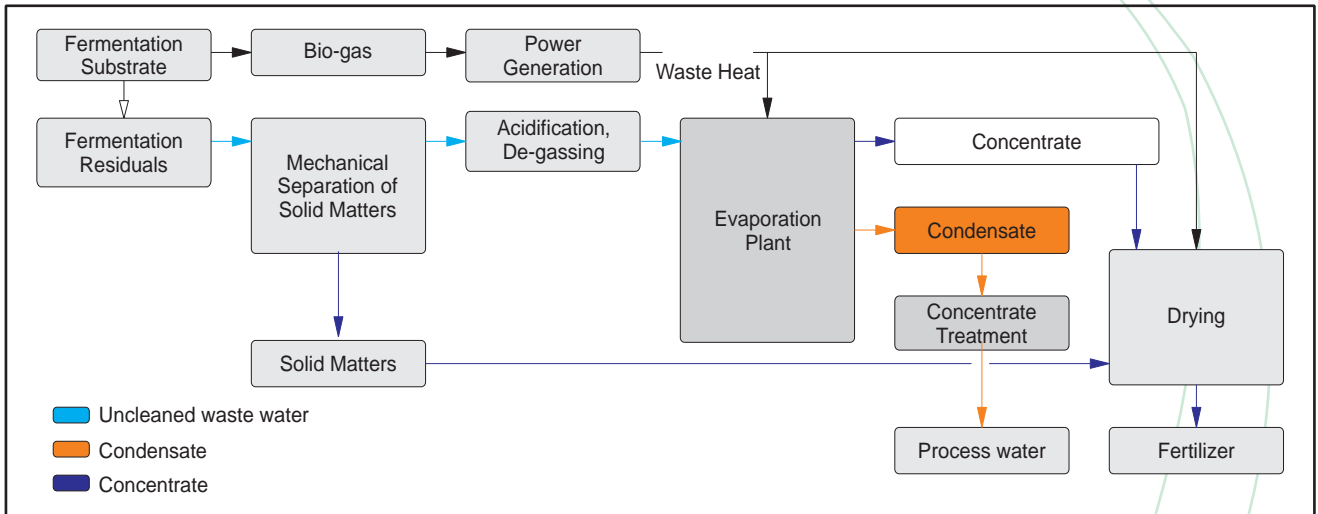 Fermentation
Substrate
Bio-gas
Power
Generation
Waste Heat
Fermentation
Residuals
Mechanical
Separation of
Solid Matters
Acidification,
De-gassing
Evaporation
Plant
Concentrate
Condensate
Concentrate
Treatment
Drying
Solid Matters
Process water
Fertilizer
Uncleaned waste water
Condensate
Concentrate